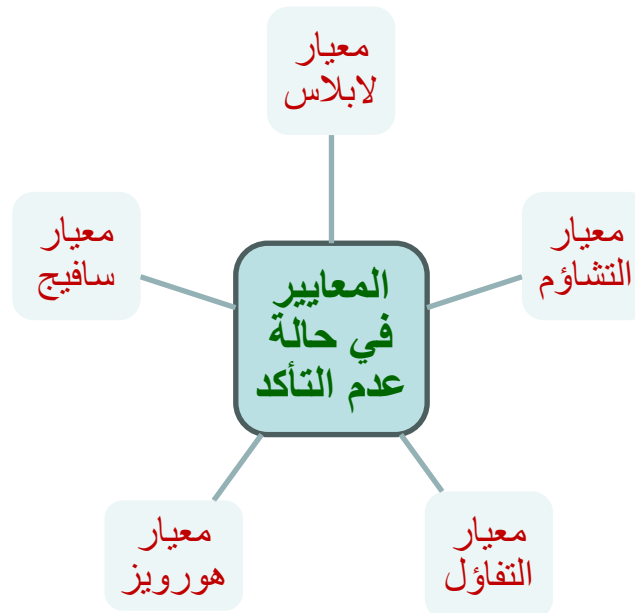 معيار
لابلاس
معيار
التشاؤم
معيار
سافيج
المعايير
في حالة
عدم التأكد
معيار
التفاؤل
معيار
هورويز